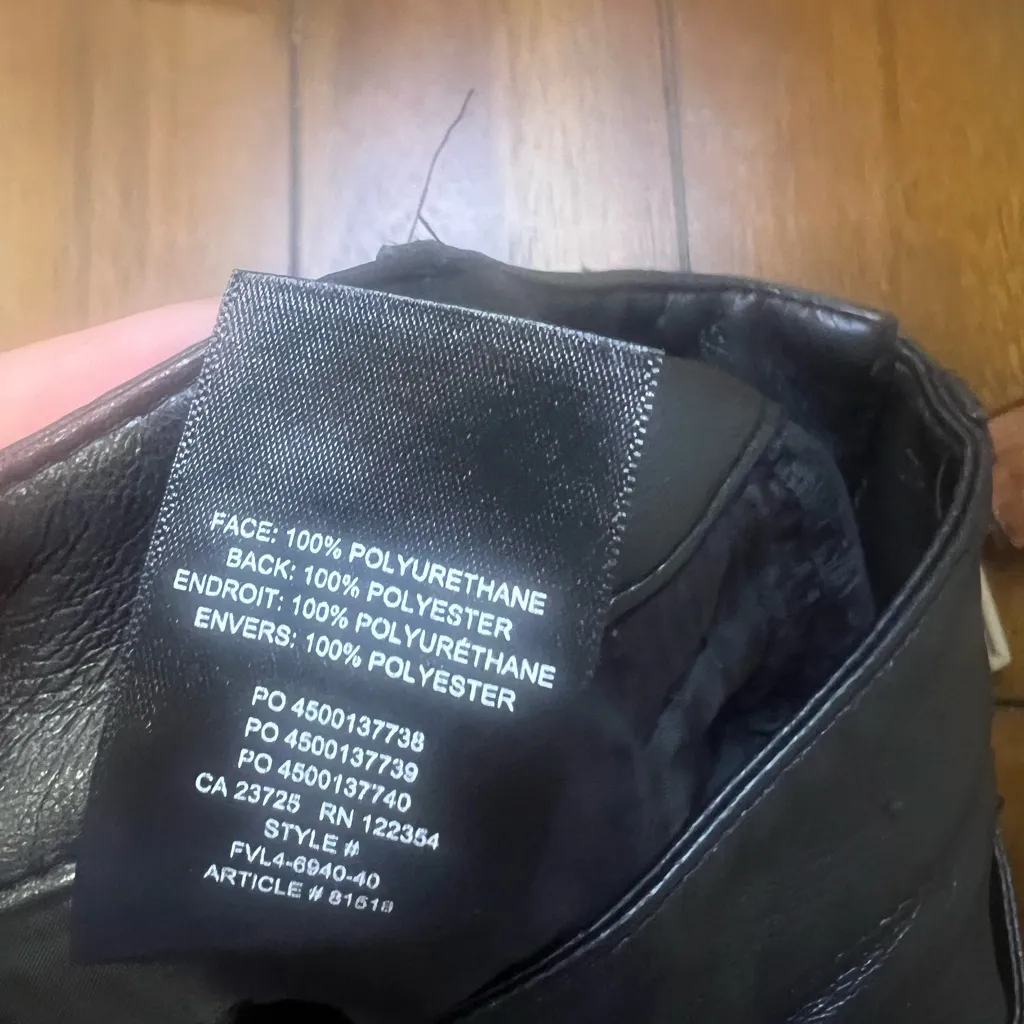 FACE: 100% POLYURETHANE
BACK: 100% POLYESTER
ENDROIT: 100% POLYURÉTHANE
ENVERS: 100% POLYESTER
PO 4500137738
PO 4500137739
PO 4500137740
CA 23725 RN 122354
STYLE #
FVL4-6940-40
ARTICLE #